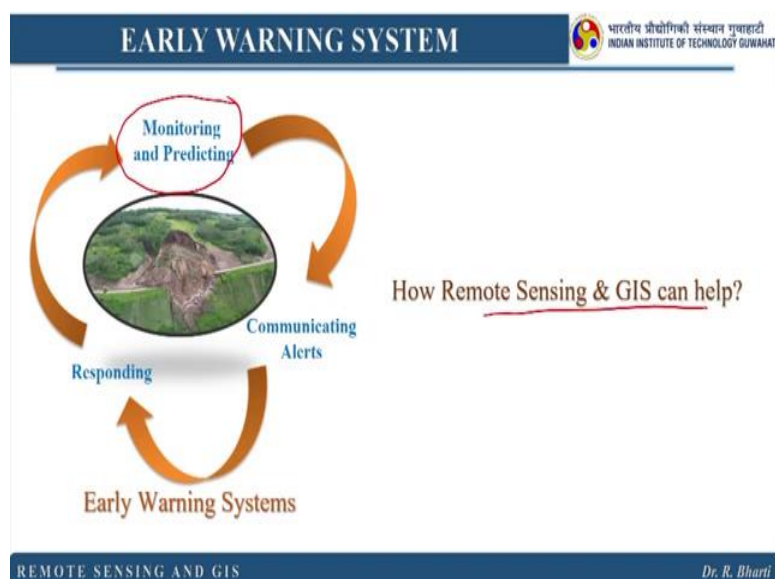 EARLY WARNING SYSTEM
भारतीय प्रौद्योगिकी संस्थान गुवाहाटी
INDIAN INSTITUTE OF TECHNOLOGY GUWAHAT
Monitoring
and Predicting
How Remote Sensing & GIS can help?
Communicating
Alerts
Responding
Early Warning Systems
REMOTE SENSING AND GIS
Dr. R. Bharti